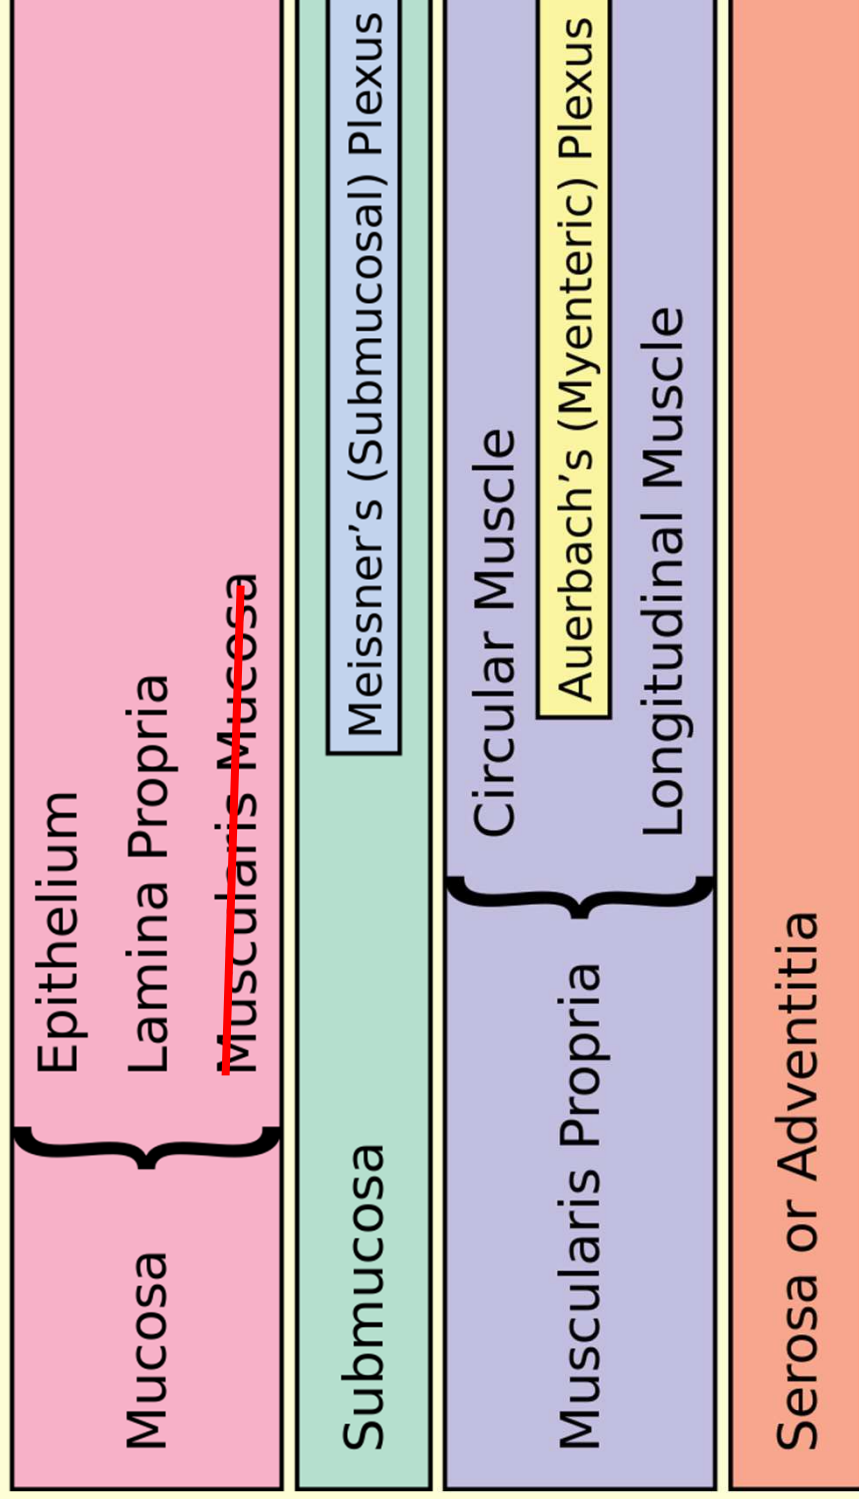 Mucosa
Epithelium
Lamina Propria
Muscularis Mucosa
Submucosa
Meissner’s (Submucosal) Plexus
Muscularis Propria
Circular Muscle
Auerbach’s (Myenteric) Plexus
Longitudinal Muscle
Serosa or Adventitia